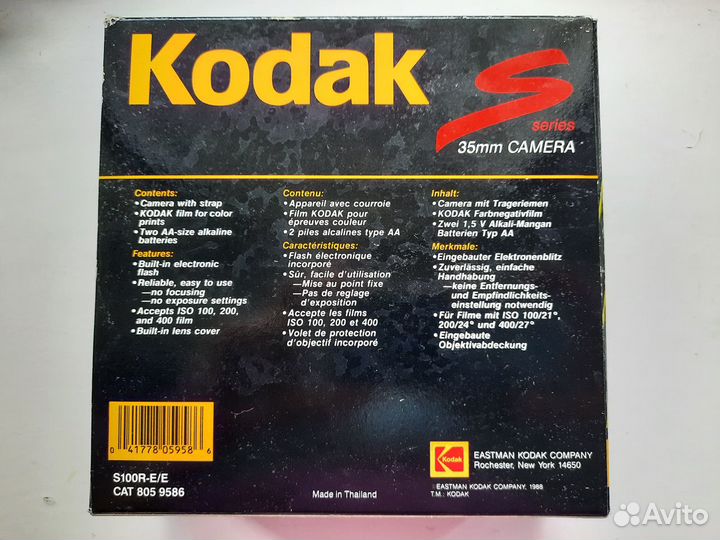 Kodak
S
series
35mm CAMERA
Contents:
•Camera with strap
•KODAK film for color
prints
•Two AA-size alkaline
batteries
Features:
•Built-in electronic
flash
•Reliable, easy to use
—no focusing
—no exposure settings
•Accepts ISO 100, 200,
and 400 film
•Built-in lens cover
Contenu:
•Appareil avec courroie
•Film KODAK pour
épreuves couleur
•2 piles alcalines type AA
Caractéristiques:
•Flash électronique
incorporé
•Sûr, facile d'utilisation
—Mise au point fixe
—Pas de reglage
d'exposition
•Accepte les films
ISO 100, 200 et 400
•Volet de protection
d'objectif incorporé
Inhalt:
•Camera mit Trageriemen
•KODAK Farbnegativfilm
•Zwei 1,5 V Alkali-Mangan
Batterien Typ AA
Merkmale:
•Eingebauter Elektronenblitz
•Zuverlässig, einfache
Handhabung
—keine Entfernungs-
und Empfindlichkeits-
einstellung notwendig
•Für Filme mit ISO 100/21°,
200/24° und 400/27°
•Eingebaute
Objektivabdeckung
0 41778 05958 6
S100R-E/E
CAT 805 9586
Made in Thailand
Kodak
EASTMAN KODAK COMPANY
Rochester, New York 14650
EASTMAN KODAK COMPANY, 1988
T.M.: KODAK
Avito